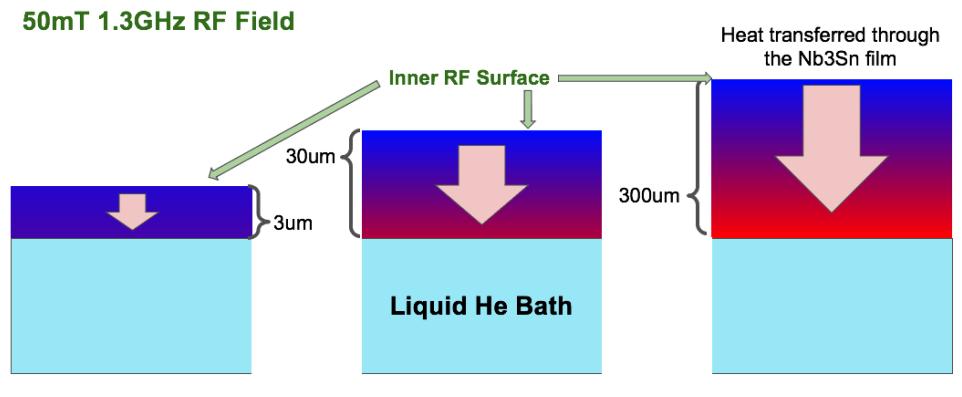 50mT 1.3GHz RF Field
Heat transferred through
the Nb3Sn film
Inner RF Surface
30um
300um
3um
Liquid He Bath